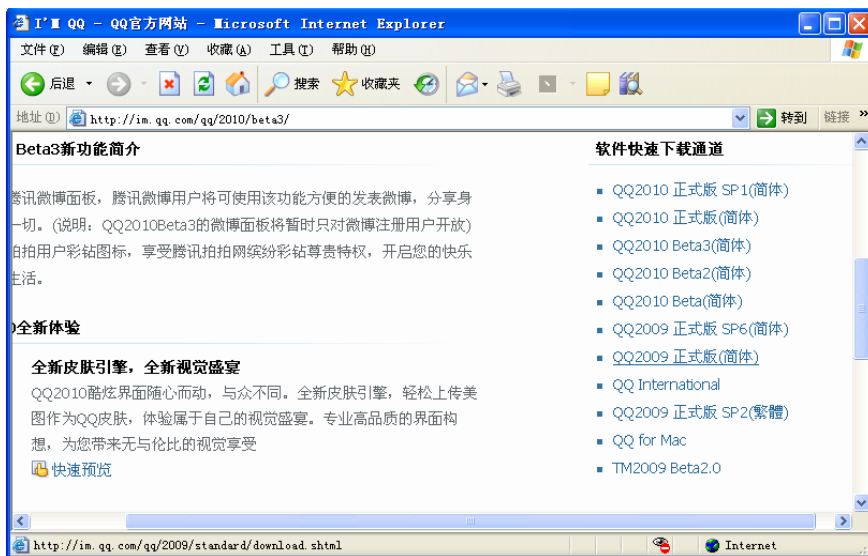 I'M QQ - QQ官方网站 - Microsoft Internet Explorer
文件(F) 编辑(E) 查看(V) 收藏(A) 工具(T) 帮助(H)
后退 搜索 收藏夹
地址(D) http://im.qq.com/qq/2010/beta3/ 转到 链接 »
Beta3新功能简介
腾讯微博面板，腾讯微博用户将可使用该功能方便的发表微博，分享身
一切。(说明：QQ2010Beta3的微博面板将暂时只对微博注册用户开放)
拍拍用户彩钻图标，享受腾讯拍拍网缤纷彩钻尊贵特权，开启您的快乐
生活。
全新体验
全新皮肤引擎，全新视觉盛宴
QQ2010酷炫界面随心而动，与众不同。全新皮肤引擎，轻松上传美
图作为QQ皮肤，体验属于自己的视觉盛宴。专业高品质的界面构
想，为您带来无与伦比的视觉享受
快速预览
软件快速下载通道
QQ2010 正式版 SP1(简体)
QQ2010 正式版(简体)
QQ2010 Beta3(简体)
QQ2010 Beta2(简体)
QQ2010 Beta(简体)
QQ2009 正式版 SP6(简体)
QQ2009 正式版(简体)
QQ International
QQ2009 正式版 SP2(繁體)
QQ for Mac
TM2009 Beta2.0
http://im.qq.com/qq/2009/standard/download.shtml Internet